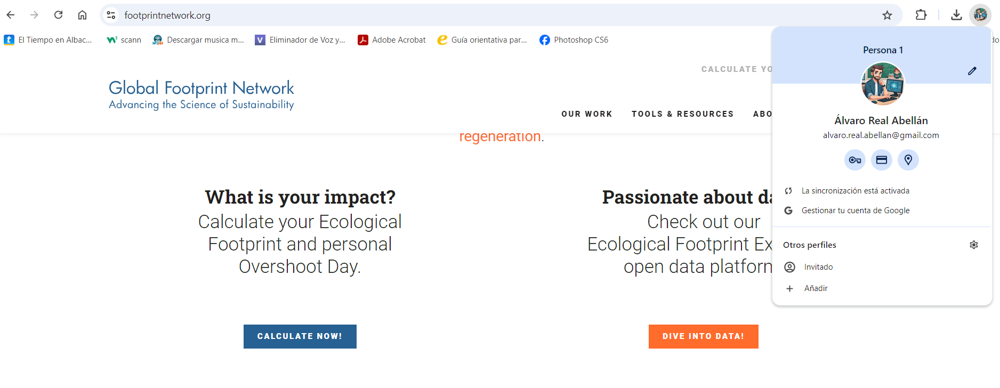 footprintnetwork.org
El Tiempo en Albac...
scann
Descargar musica m...
Eliminador de Voz y...
Adobe Acrobat
Guía orientativa par...
Photoshop CS6
do
Global Footprint Network
Advancing the Science of Sustainability
CALCULATE YO
OUR WORK
TOOLS & RESOURCES
ABO
regeneration.
What is your impact?
Calculate your Ecological
Footprint and personal
Overshoot Day.
CALCULATE NOW!
Passionate about da
Check out our
Ecological Footprint Ex
open data platforn
DIVE INTO DATA!
Persona 1
Álvaro Real Abellán
alvaro.real.abellan@gmail.com
La sincronización está activada
Gestionar tu cuenta de Google
Otros perfiles
Invitado
Añadir